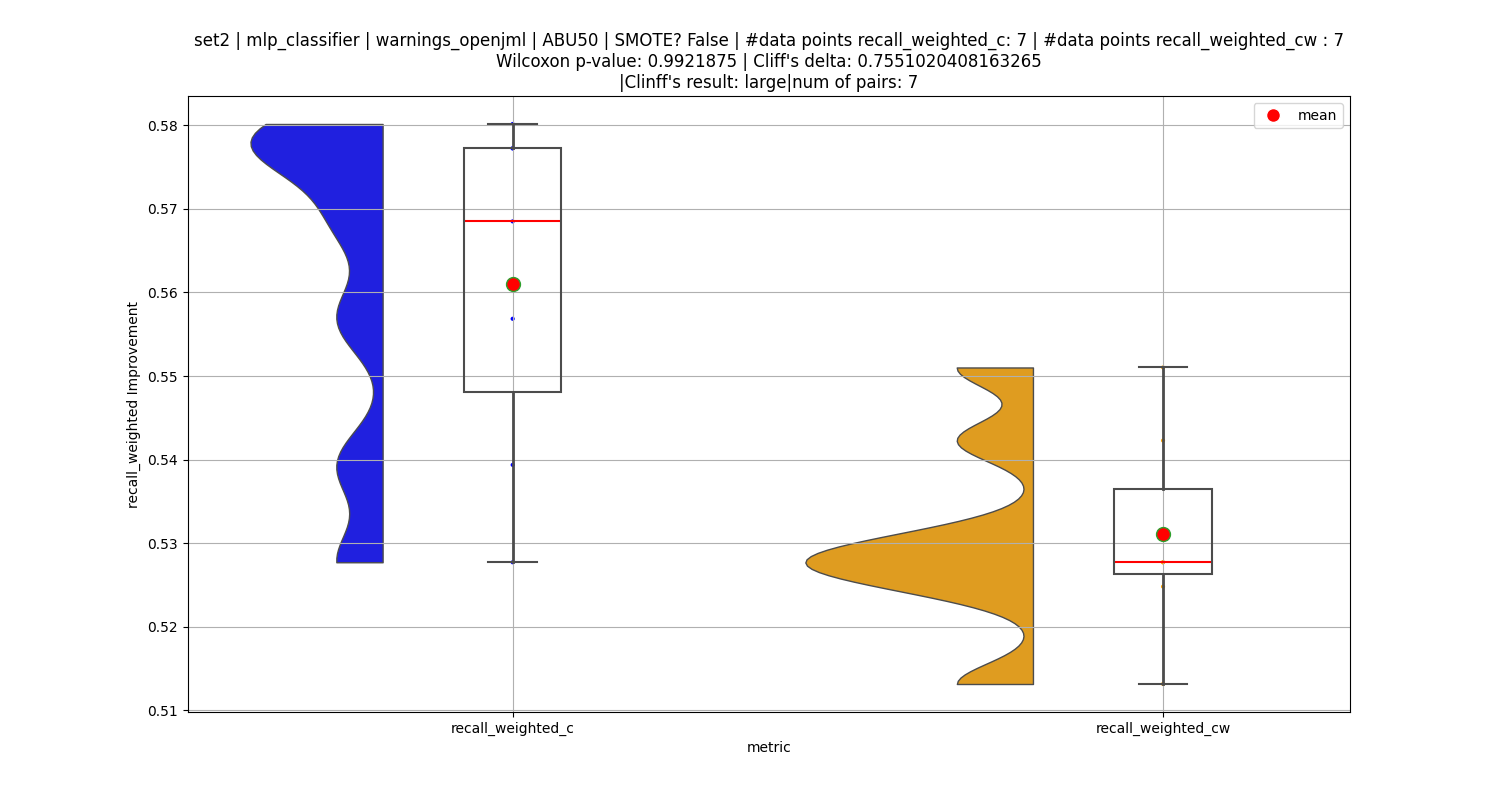 set2 | mlp_classifier | warnings_openjml | ABU50 | SMOTE? False | #data points recall_weighted_c: 7 | #data points recall_weighted_cw : 7
Wilcoxon p-value: 0.9921875 | Cliff's delta: 0.7551020408163265
|Clinff's result: large|num of pairs: 7
mean
0.58
0.57
0.56
0.55
0.54
0.53
0.52
0.51
recall_weighted Improvement
recall_weighted_c
recall_weighted_cw
metric